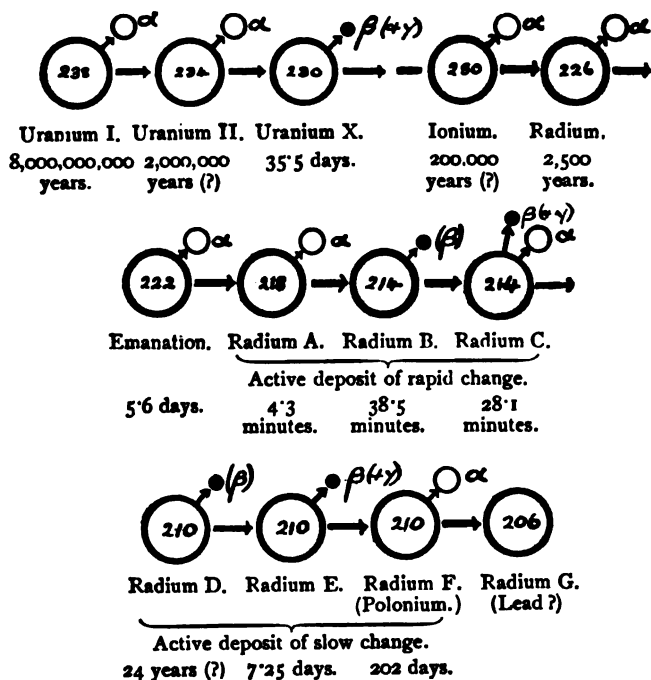 α α β(+γ) α α
238 234 230 230 226
Uranium I. Uranium II. Uranium X. Ionium. Radium.
8,000,000,000 2,000,000 35·5 days. 200.000 2,500
years. years (?) years (?) years.
α α (β) β(+γ) α
222 218 214 214
Emanation. Radium A. Radium B. Radium C.
Active deposit of rapid change.
5·6 days. 4·3 38·5 28·1
minutes. minutes. minutes.
(β) β(+γ) α
210 210 210 206
Radium D. Radium E. Radium F. Radium G.
(Polonium.) (Lead ?)
Active deposit of slow change.
24 years (?) 7·25 days. 202 days.